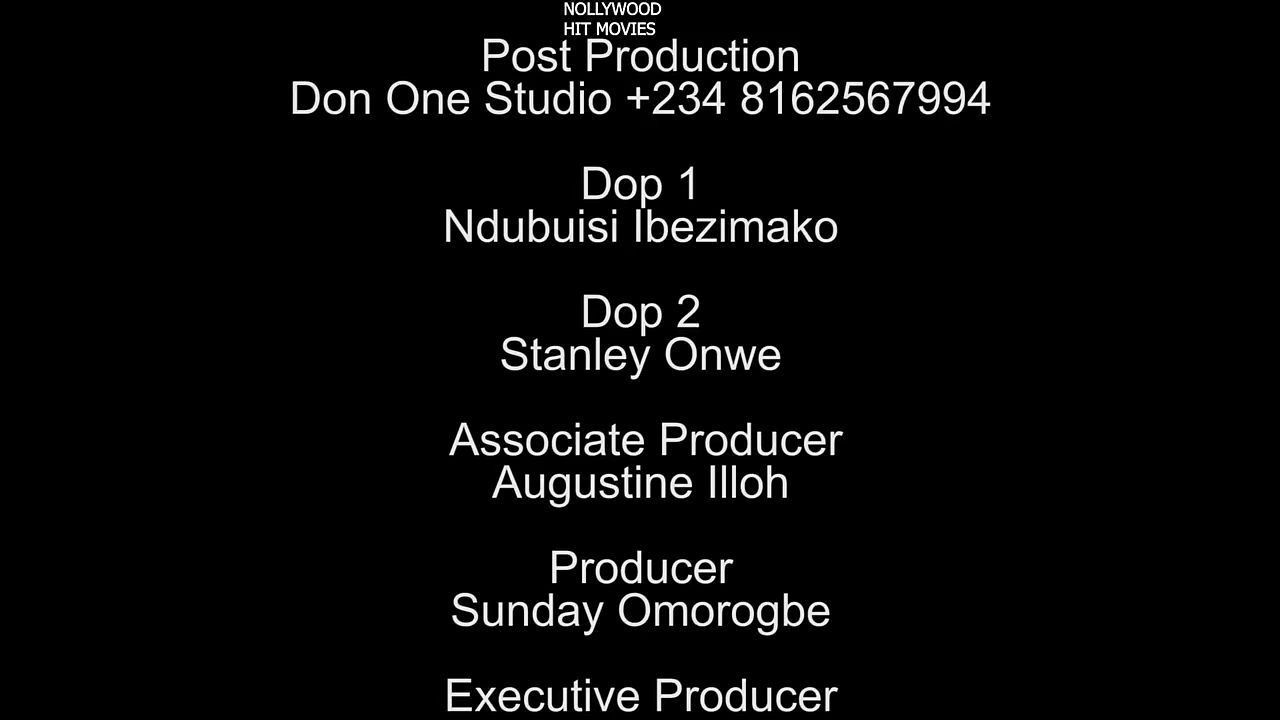 NOLLYWOOD
HIT MOVIES
Post Production
Don One Studio +234 8162567994
Dop 1
Ndubuisi Ibezimako
Dop 2
Stanley Onwe
Associate Producer
Augustine Illoh
Producer
Sunday Omorogbe
Executive Producer